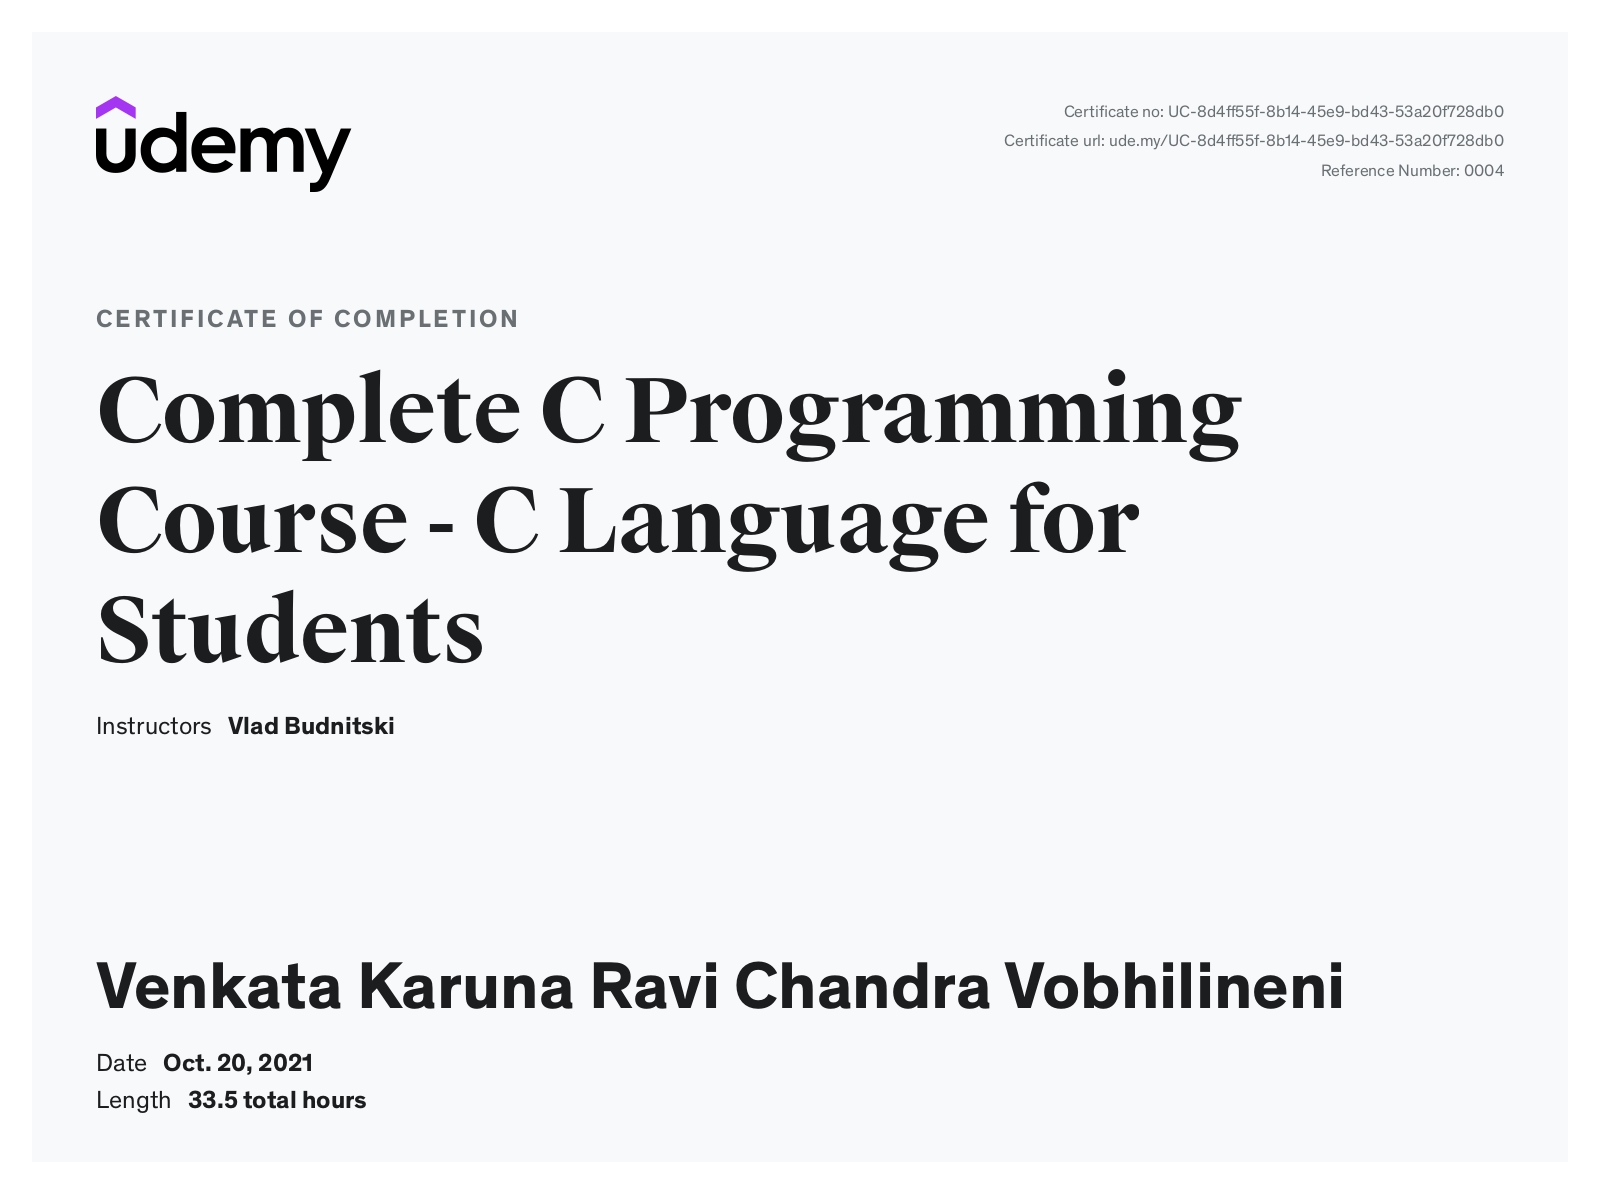 udemy
Certificate no: UC-8d4ff55f-8b14-45e9-bd43-53a20f728db0
Certificate url: ude.my/UC-8d4ff55f-8b14-45e9-bd43-53a20f728db0
Reference Number: 0004
CERTIFICATE OF COMPLETION
Complete C Programming
Course - C Language for
Students
Instructors Vlad Budnitski
Venkata Karuna Ravi Chandra Vobhilineni
Date Oct. 20, 2021
Length 33.5 total hours